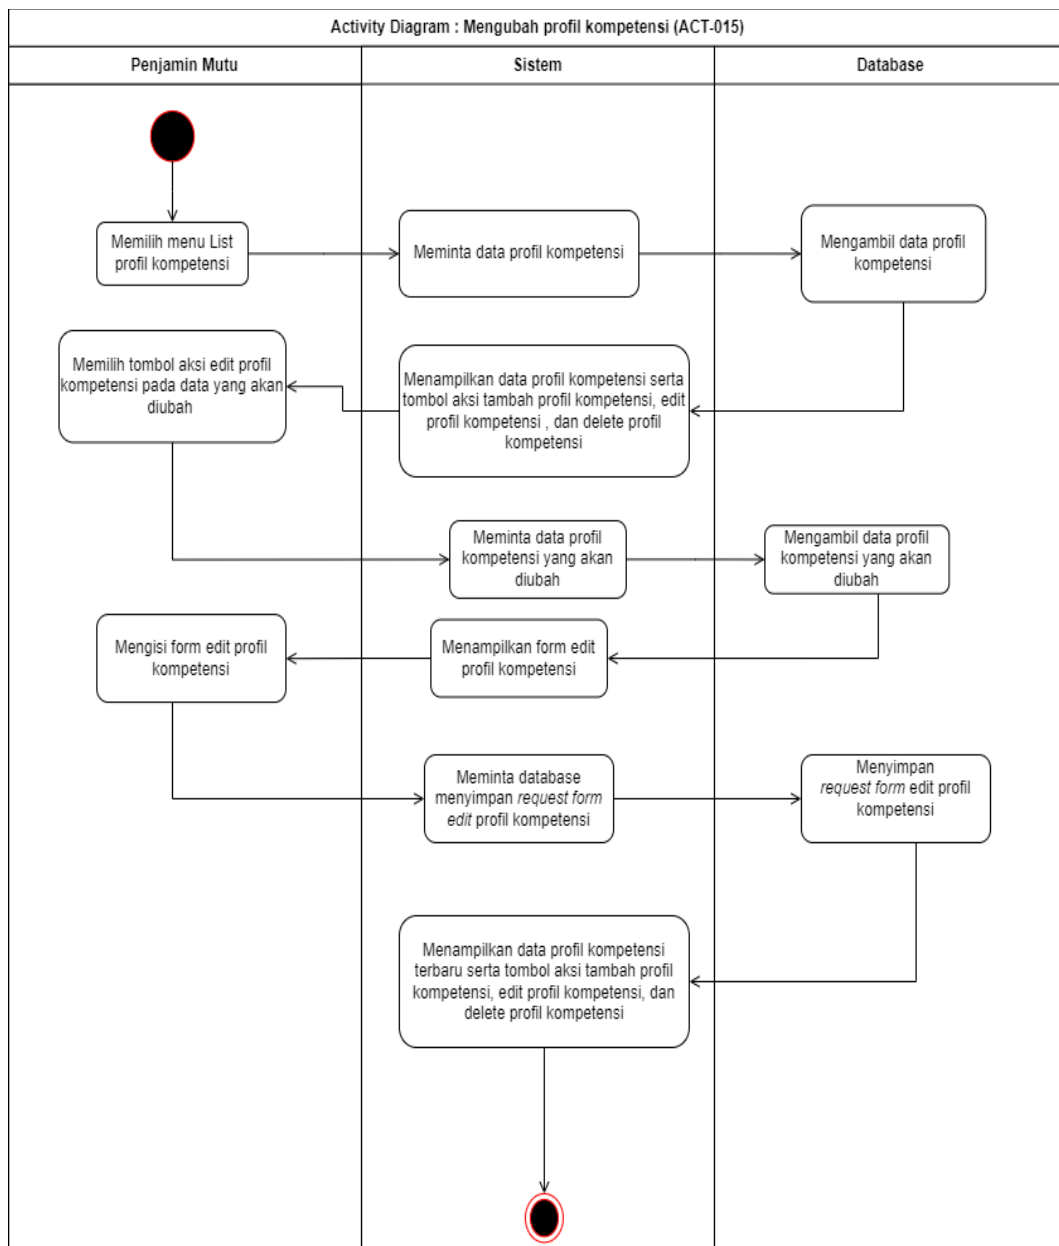 Activity Diagram : Mengubah profil kompetensi (ACT-015)
Penjamin Mutu
Sistem
Database
Memilih menu List
profil kompetensi
Meminta data profil kompetensi
Mengambil data profil
kompetensi
Memilih tombol aksi edit profil
kompetensi pada data yang akan
diubah
Menampilkan data profil kompetensi serta
tombol aksi tambah profil kompetensi, edit
profil kompetensi , dan delete profil
kompetensi
Meminta data profil
kompetensi yang akan
diubah
Mengambil data profil
kompetensi yang akan
diubah
Mengisi form edit profil
kompetensi
Menampilkan form edit
profil kompetensi
Meminta database
menyimpan request form
edit profil kompetensi
Menyimpan
request form edit profil
kompetensi
Menampilkan data profil kompetensi
terbaru serta tombol aksi tambah profil
kompetensi, edit profil kompetensi, dan
delete profil kompetensi